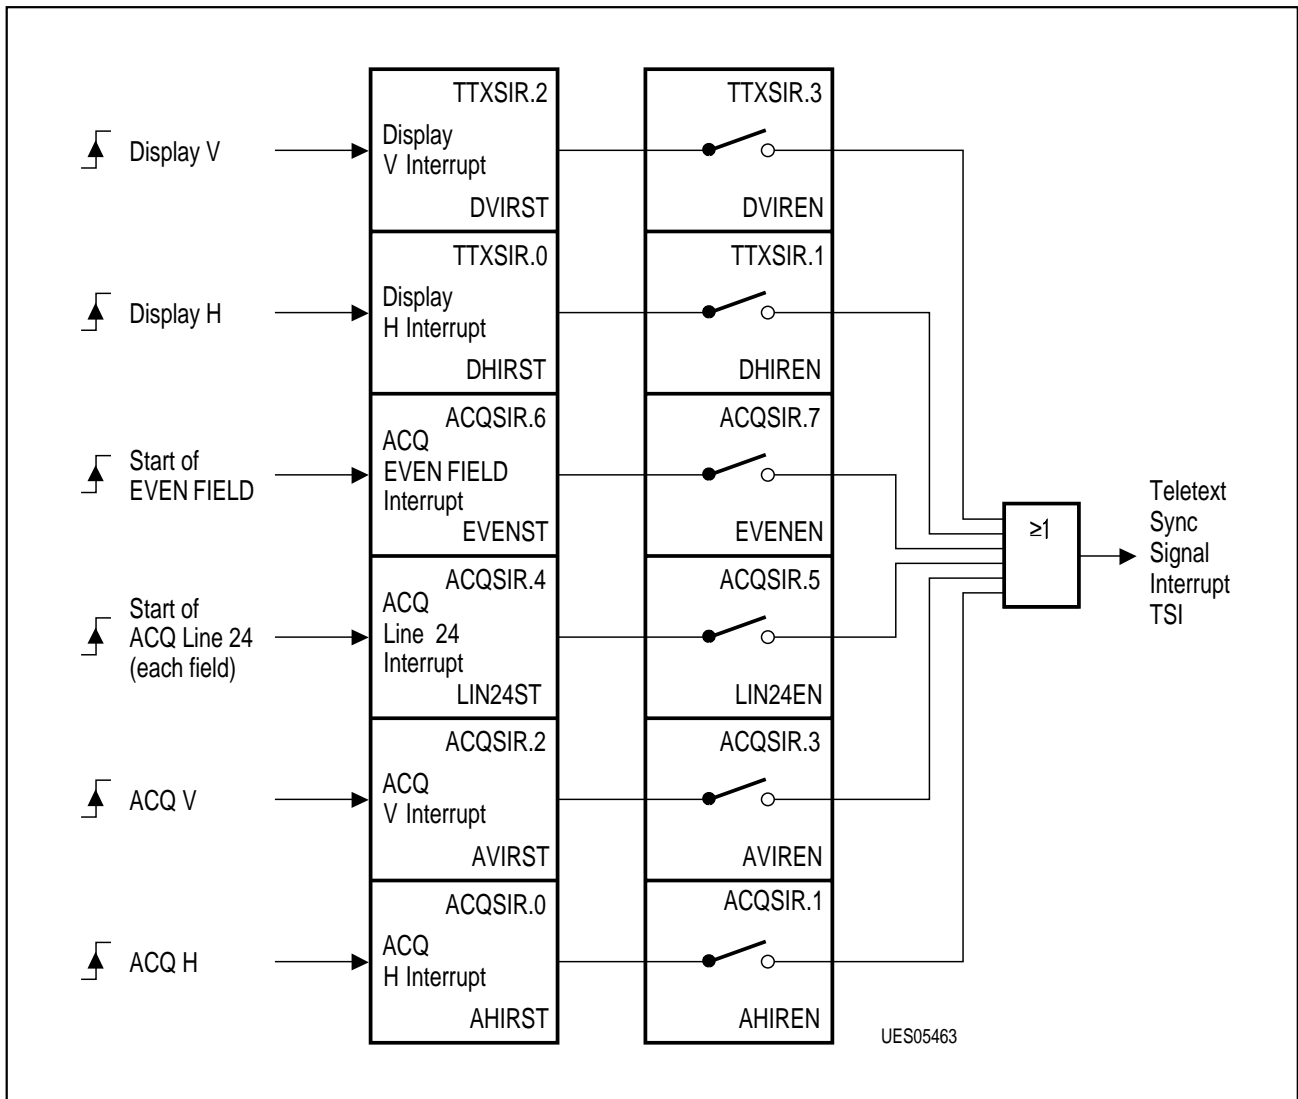 Display V
TTXSIR.2
Display
V Interrupt
DVIRST
TTXSIR.3
DVIREN
Display H
TTXSIR.0
Display
H Interrupt
DHIRST
TTXSIR.1
DHIREN
Start of
EVEN FIELD
ACQSIR.6
ACQ
EVEN FIELD
Interrupt
EVENST
ACQSIR.7
EVENEN
Start of
ACQ Line 24
(each field)
ACQSIR.4
ACQ
Line 24
Interrupt
LIN24ST
ACQSIR.5
LIN24EN
ACQ V
ACQSIR.2
ACQ
V Interrupt
AVIRST
ACQSIR.3
AVIREN
ACQ H
ACQSIR.0
ACQ
H Interrupt
AHIRST
ACQSIR.1
AHIREN
≥1
Teletext
Sync
Signal
Interrupt
TSI
UES05463